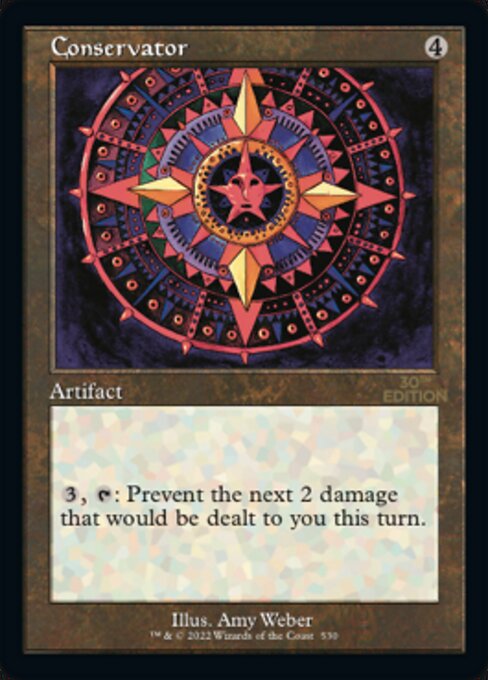 Conservator 4
Artifact
30TH EDITION
3, T: Prevent the next 2 damage
that would be dealt to you this turn.
Illus. Amy Weber
™ & © 2022 Wizards of the Coast 530